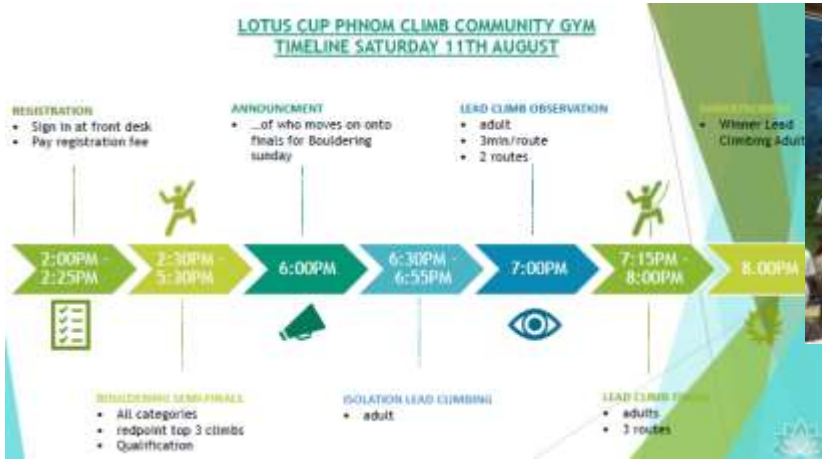 LOTUS CUP PHNOM CLIMB COMMUNITY GYM
TIMELINE SATURDAY 11TH AUGUST
REGISTRATION
• Sign in at front desk
• Pay registration fee
ANNOUNCMENT
• ...of who moves on onto
finals for Bouldering
sunday
LEAD CLIMB OBSERVATION
• adult
• 3min/route
• 2 routes
• Winner Lead
Climbing Adult
2:00PM -
2:25PM
2:30PM -
5:30PM
6:00PM
6:30PM -
6:55PM
7:00PM
7:15PM -
8:00PM
8.00PM
BOULDERING SEMI-FINALS
• All categories
• redpoint top 3 climbs
• Qualification
ISOLATION LEAD CLIMBING
• adult
LEAD CLIMB
• adults
• 3 routes